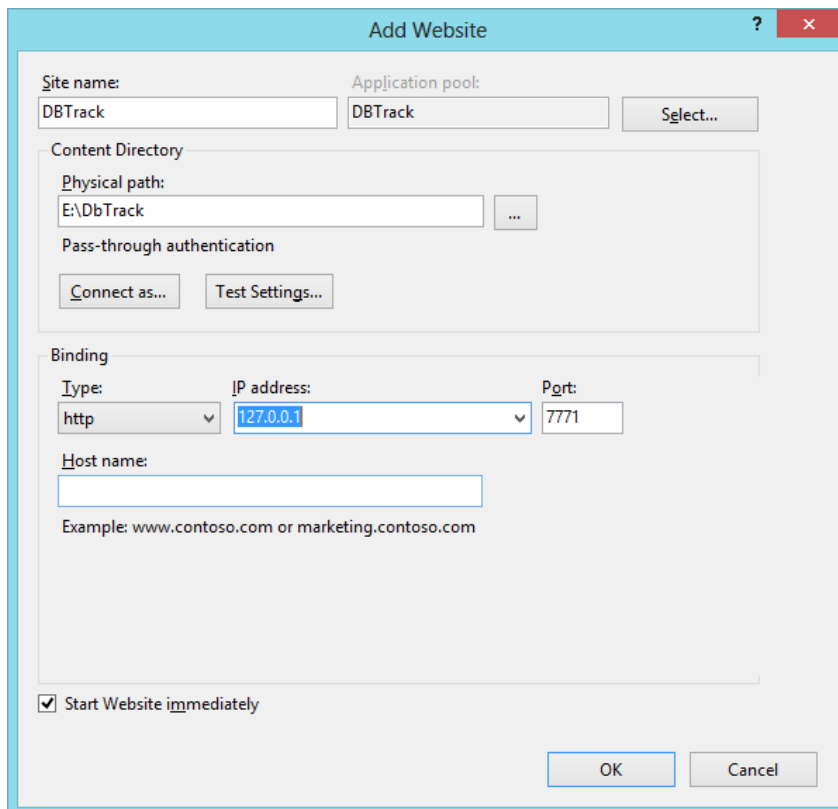 Add Website
?
Site name: Application pool:
DBTrack DBTrack Select...
Content Directory
Physical path:
E:\DbTrack ...
Pass-through authentication
Connect as... Test Settings...
Binding
Type: IP address: Port:
http 127.0.0.1 7771
Host name:
Example: www.contoso.com or marketing.contoso.com
Start Website immediately
OK Cancel